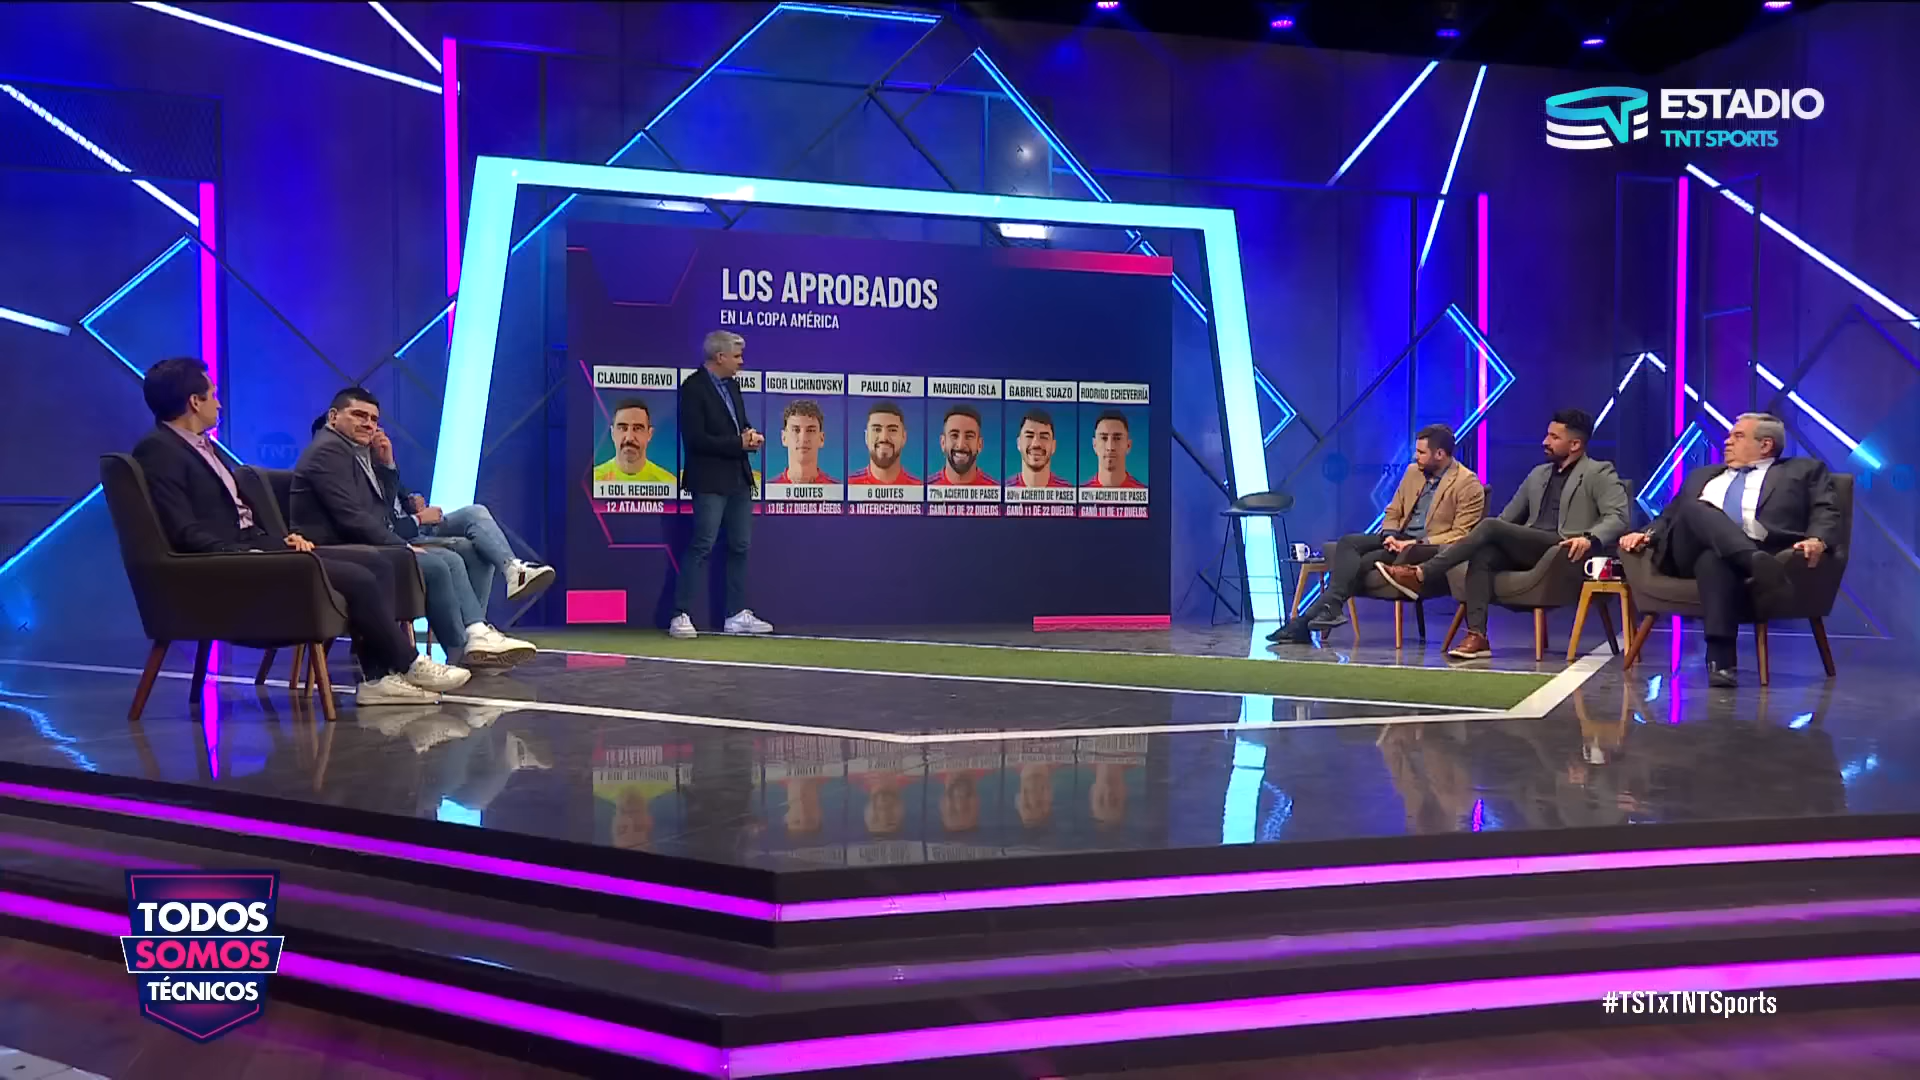 ESTADIO
TNT SPORTS
LOS APROBADOS
EN LA COPA AMÉRICA
CLAUDIO BRAVO
IGOR LICHNOVSKY
PAULO DÍAZ
MAURICIO ISLA
GABRIEL SUAZO
RODRIGO ECHEVERRÍA
1 GOL RECIBIDO
12 ATAJADAS
9 QUITES
13 DE 17 DUELOS AÉREOS
6 QUITES
3 INTERCEPCIONES
77% ACIERTO DE PASES
GANÓ 05 DE 22 DUELOS
80% ACIERTO DE PASES
GANÓ 11 DE 22 DUELOS
82% ACIERTO DE PASES
GANÓ 10 DE 17 DUELOS
TODOS
SOMOS
TÉCNICOS
#TSTxTNTSports